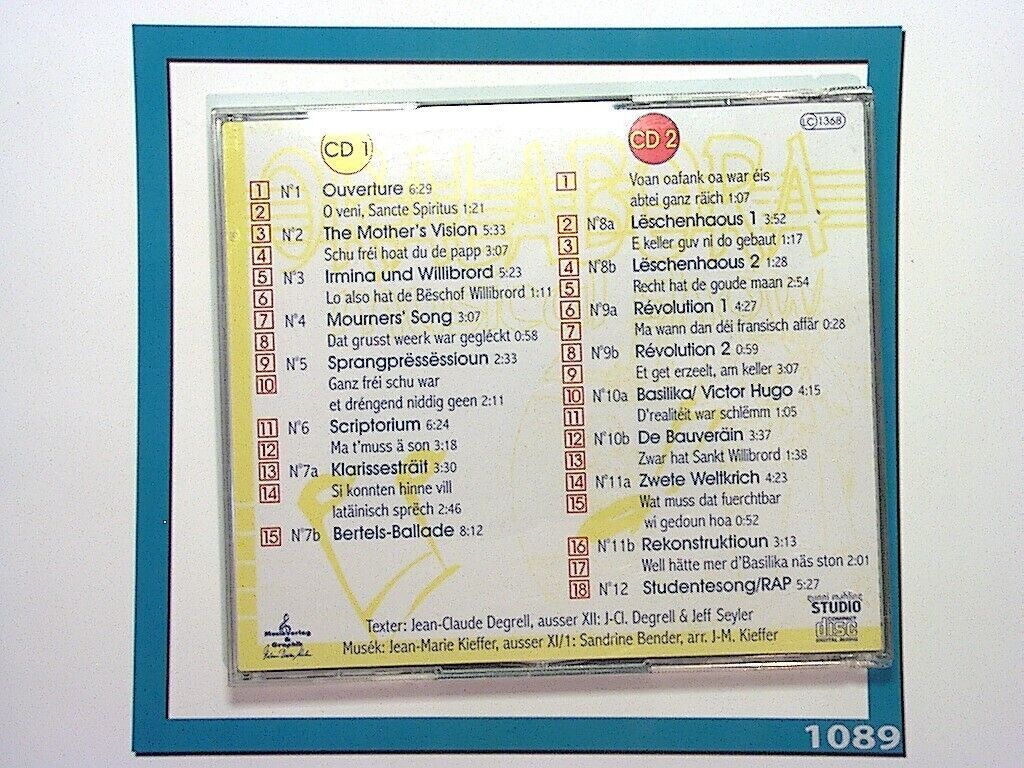 CD 1
1 N°1 Ouverture 6:29
2 O veni, Sancte Spiritus 1:21
3 N°2 The Mother's Vision 5:33
4 Schu fréi hoat du de papp 3:07
5 N°3 Irmina und Willibrord 5:23
6 Lo also hat de Bëschof Willibrord 1:11
7 N°4 Mourners' Song 3:07
8 Dat grusst weerk war gegléckt 0:58
9 N°5 Sprangprëssëssioun 2:33
10 Ganz fréi schu war
et dréngend niddig geen 2:11
11 N°6 Scriptorium 6:24
12 Ma t'muss ä son 3:18
13 N°7a Klarissesträit 3:30
14 Si konnten hinne vill
latäinisch sprëch 2:46
15 N°7b Bertels-Ballade 8:12
CD 2
LC 1368
1 Voan oafank oa war éis
abtei ganz räich 1:07
2 N°8a Lëschenhaous 1 3:52
3 E keller guv ni do gebaut 1:17
4 N°8b Lëschenhaous 2 1:28
5 Recht hat de goude maan 2:54
6 N°9a Révolution 1 4:27
7 Ma wann dan déi fransisch affär 0:28
8 N°9b Révolution 2 0:59
9 Et get erzeelt, am keller 3:07
10 N°10a Basilika/ Victor Hugo 4:15
11 D'realitéit war schlëmm 1:05
12 N°10b De Bauveräin 3:37
13 Zwar hat Sankt Willibrord 1:38
14 N°11a Zwete Weltkrich 4:23
15 Wat muss dat fuerchtbar
wi gedoun hoa 0:52
16 N°11b Rekonstruktioun 3:13
17 Well hätte mer d'Basilika näs ston 2:01
18 N°12 Studentesong/RAP 5:27
Texter: Jean-Claude Degrell, ausser XII: J-Cl. Degrell & Jeff Seyler
Musék: Jean-Marie Kieffer, ausser XI/1: Sandrine Bender, arr. J-M. Kieffer
Musikverlag
&
Graphik
STUDIO
COMPACT
disc
DIGITAL AUDIO
1089